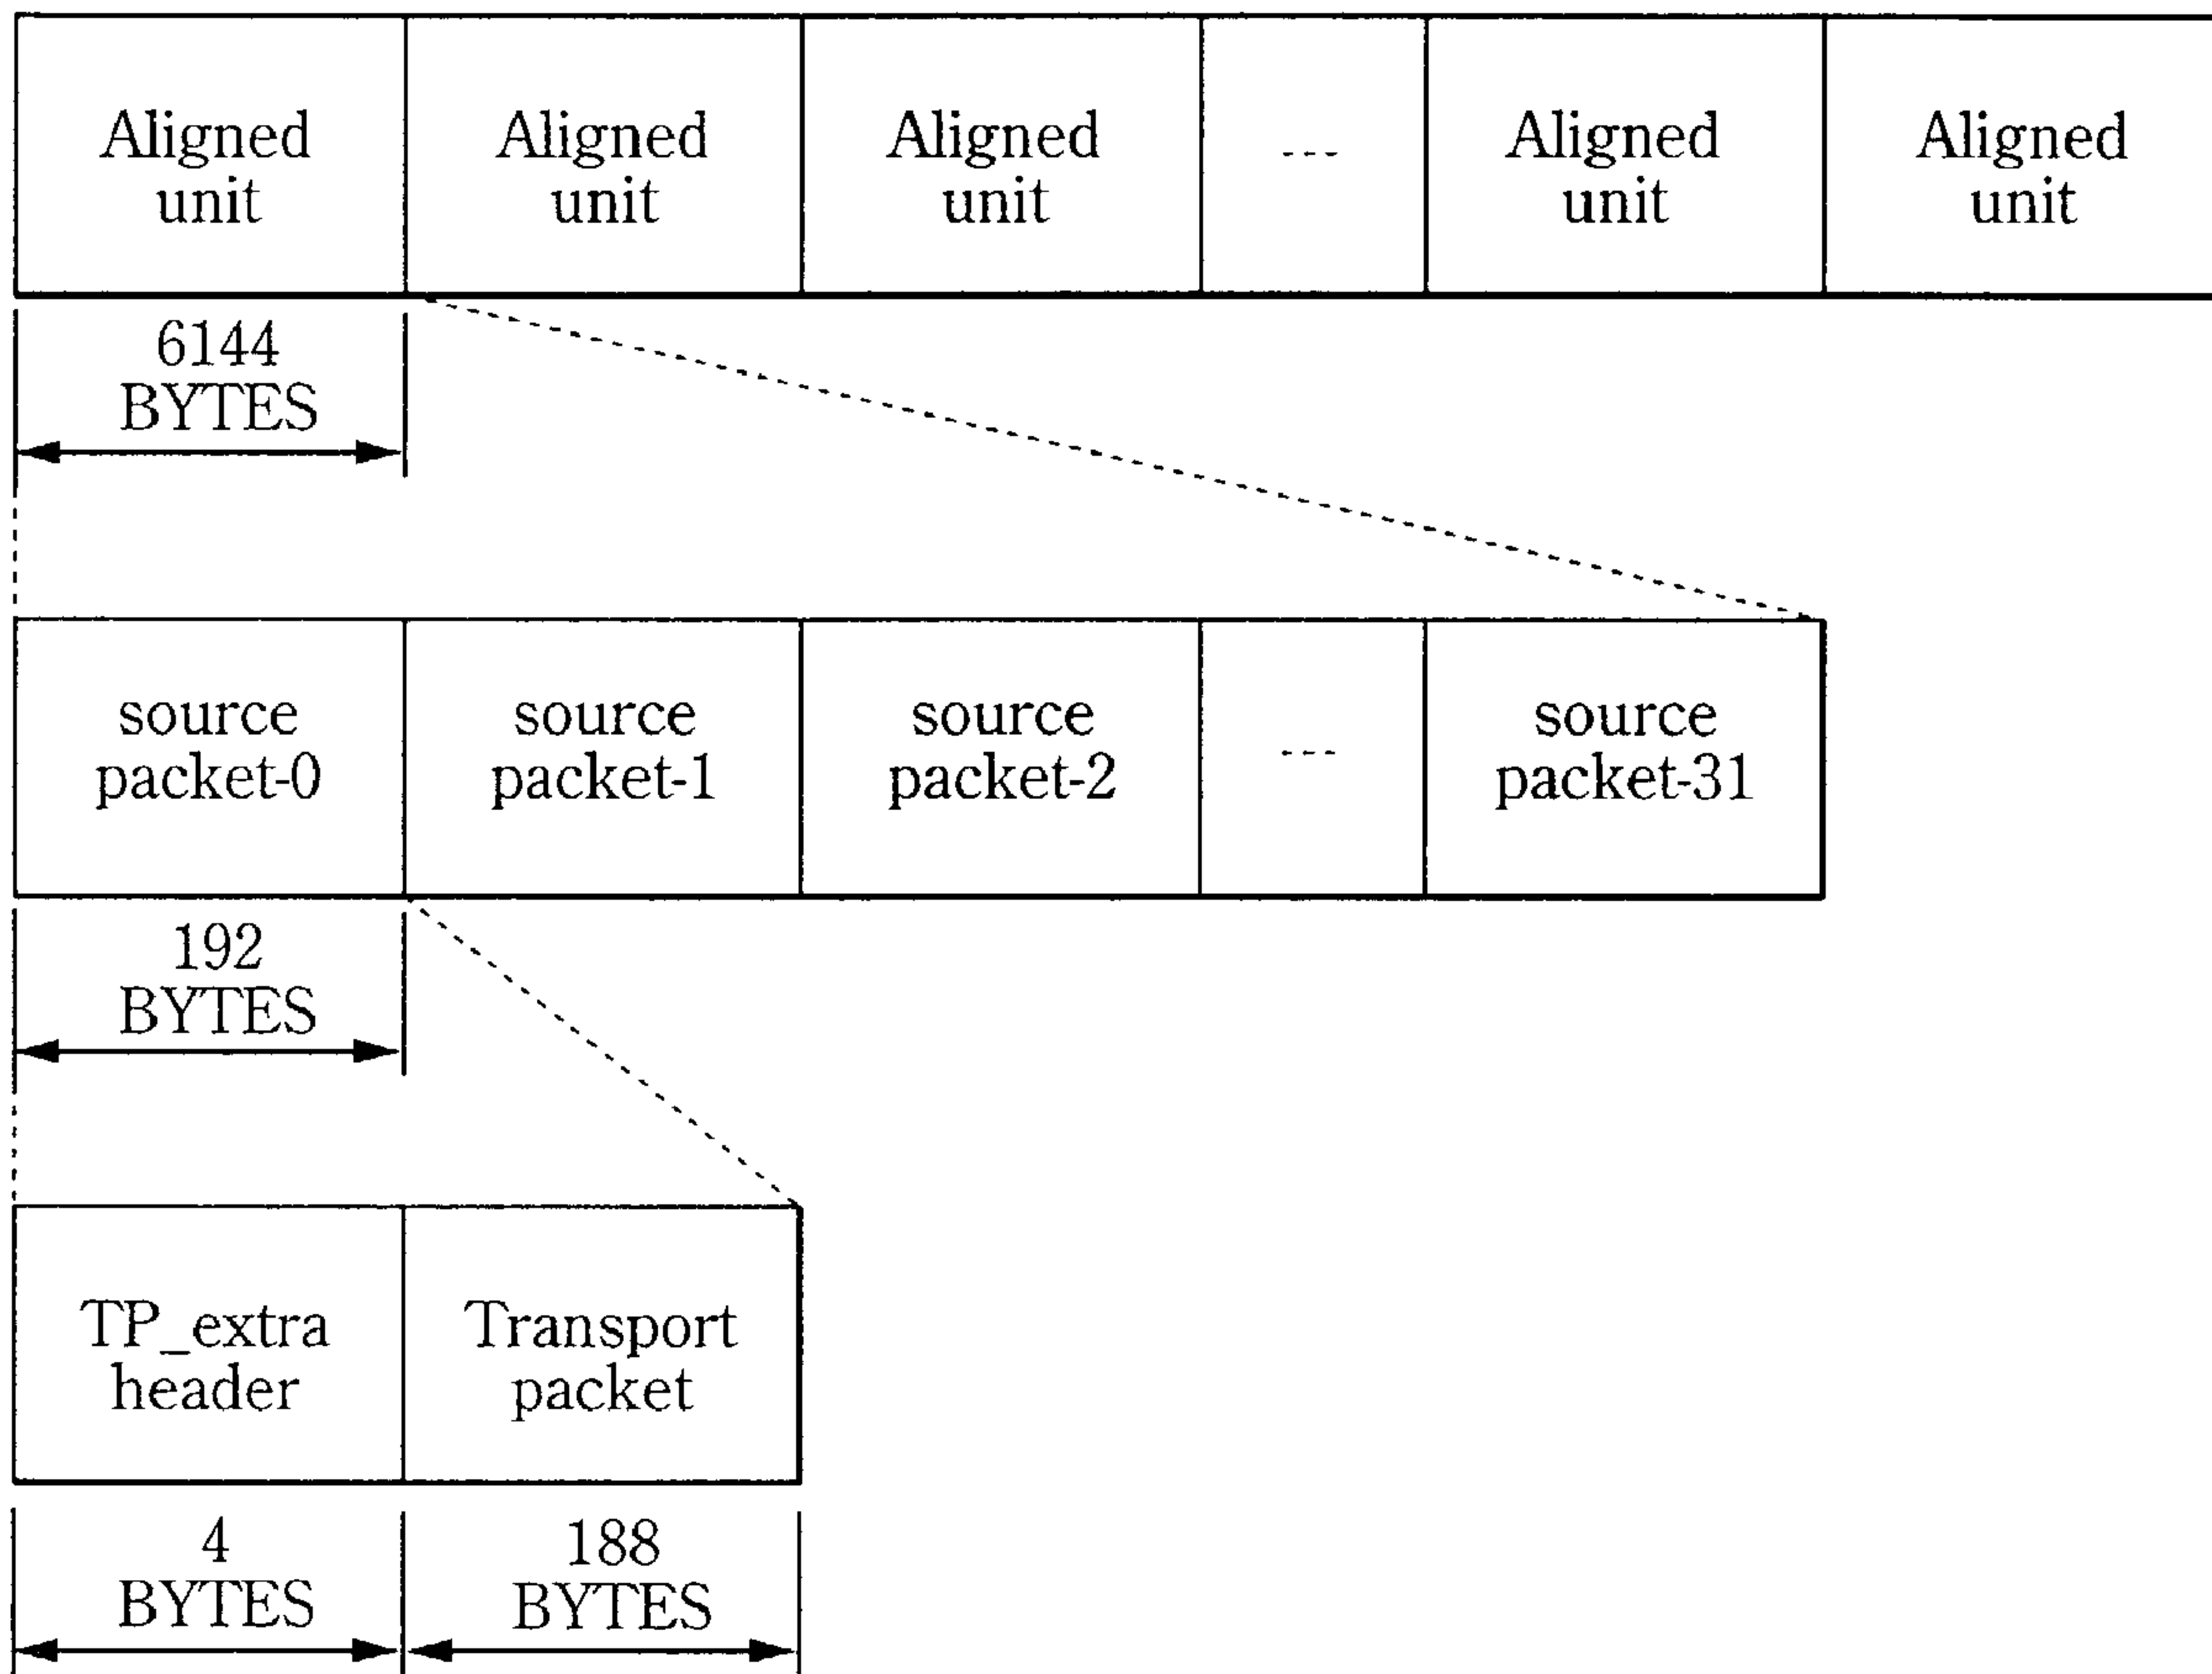 Aligned
unit
Aligned
unit
Aligned
unit
---
Aligned
unit
Aligned
unit
6144
BYTES
source
packet-0
source
packet-1
source
packet-2
---
source
packet-31
192
BYTES
TP_extra
header
Transport
packet
4
BYTES
188
BYTES